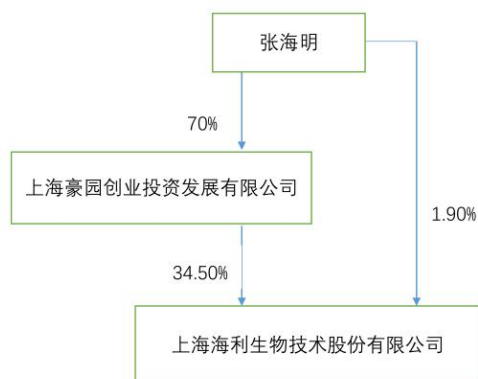 张海明
70%
上海豪园创业投资发展有限公司
1.90%
34.50%
上海海利生物技术股份有限公司